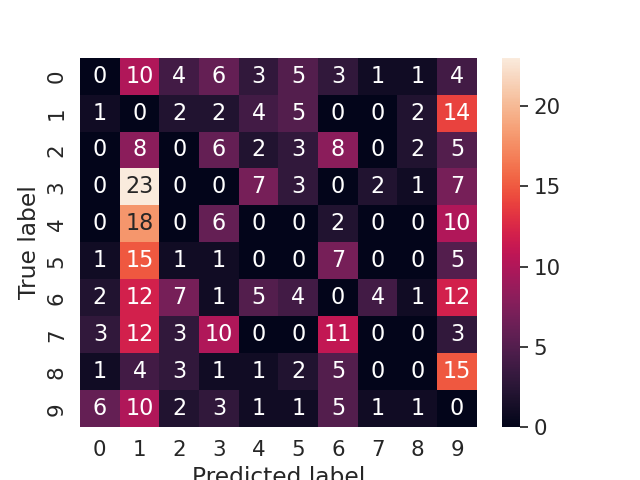 0 0 10 4 6 3 5 3 1 1 4
1 1 0 2 2 4 5 0 0 2 14
2 0 8 0 6 2 3 8 0 2 5
3 0 23 0 0 7 3 0 2 1 7
4 0 18 0 6 0 0 2 0 0 10
5 1 15 1 1 0 0 7 0 0 5
6 2 12 7 1 5 4 0 4 1 12
7 3 12 3 10 0 0 11 0 0 3
8 1 4 3 1 1 2 5 0 0 15
9 6 10 2 3 1 1 5 1 1 0
0 1 2 3 4 5 6 7 8 9
True label
Predicted label
20
15
10
5
0